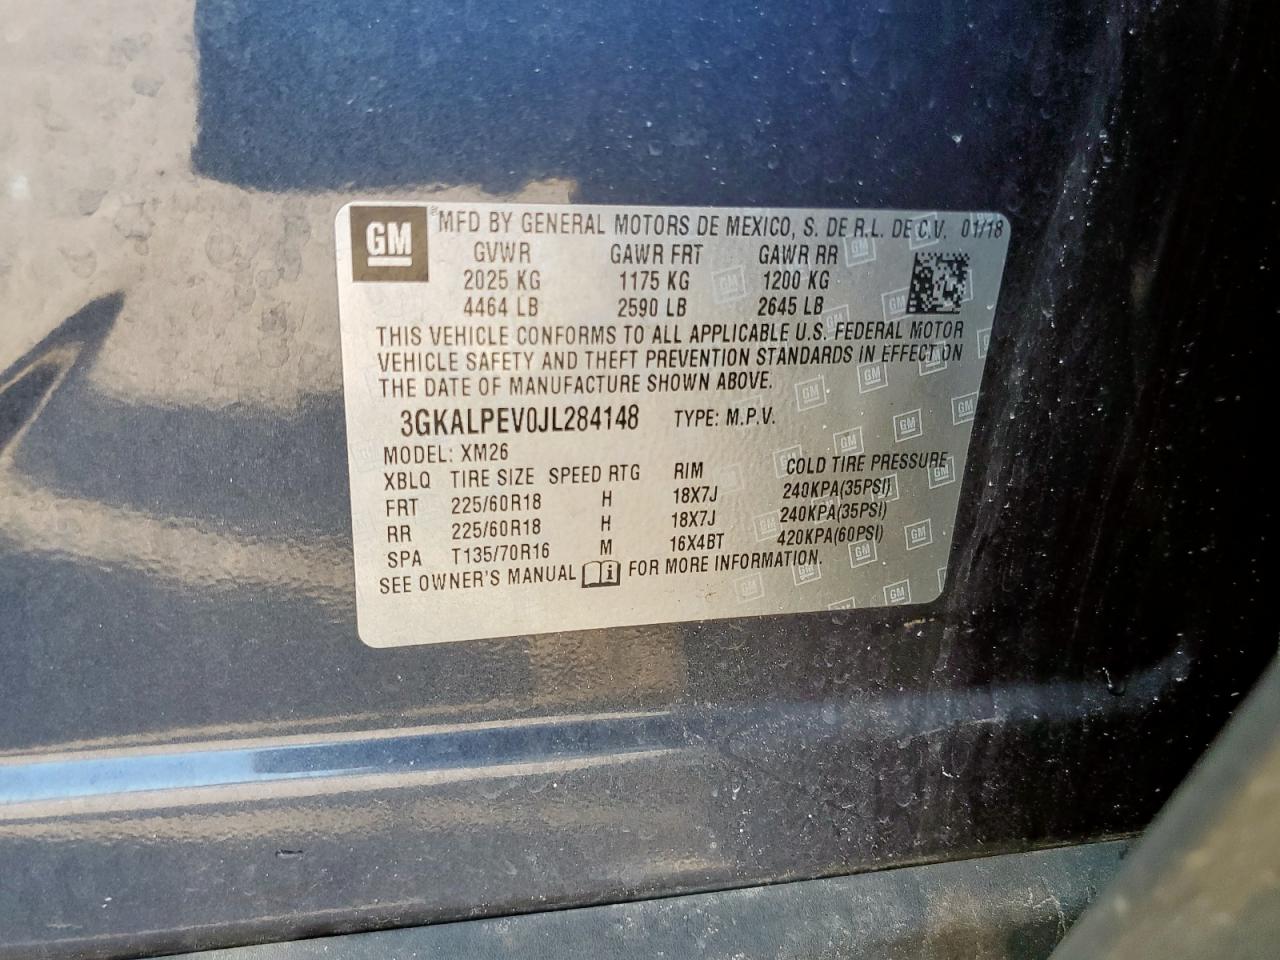 GM ® MFD BY GENERAL MOTORS DE MEXICO, S. DE R.L. DE C.V. 01/18
GVWR GAWR FRT GAWR RR
2025 KG 1175 KG 1200 KG
4464 LB 2590 LB 2645 LB
THIS VEHICLE CONFORMS TO ALL APPLICABLE U.S. FEDERAL MOTOR
VEHICLE SAFETY AND THEFT PREVENTION STANDARDS IN EFFECT ON
THE DATE OF MANUFACTURE SHOWN ABOVE.
3GKALPEV0JL284148 TYPE: M.P.V.
MODEL: XM26
XBLQ TIRE SIZE SPEED RTG RIM COLD TIRE PRESSURE
FRT 225/60R18 H 18X7J 240KPA(35PSI)
RR 225/60R18 H 18X7J 240KPA(35PSI)
SPA T135/70R16 M 16X4BT 420KPA(60PSI)
SEE OWNER'S MANUAL i FOR MORE INFORMATION.